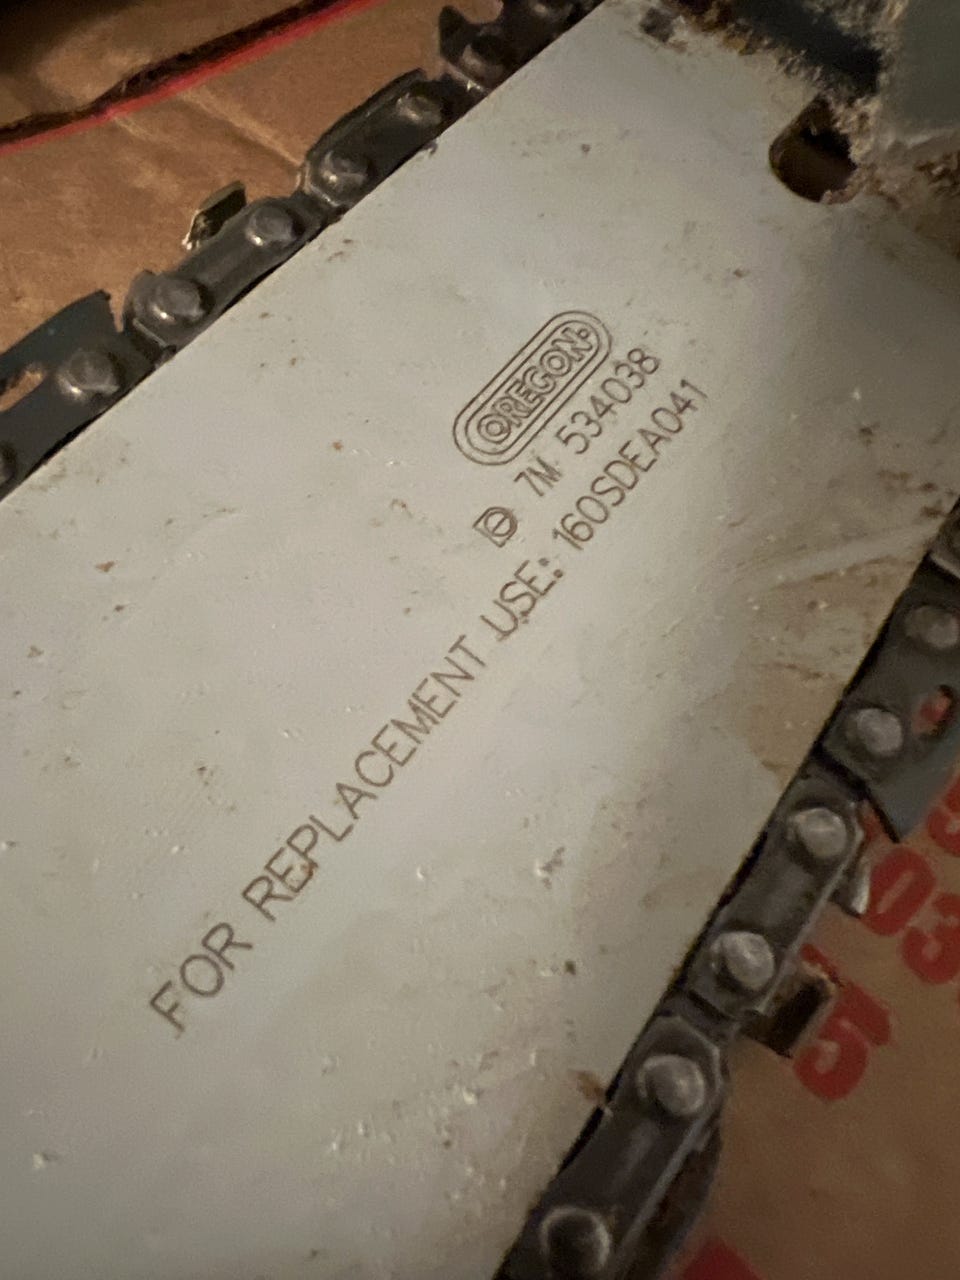 OREGON
7M 534038
FOR REPLACEMENT USE: 160SDEA041